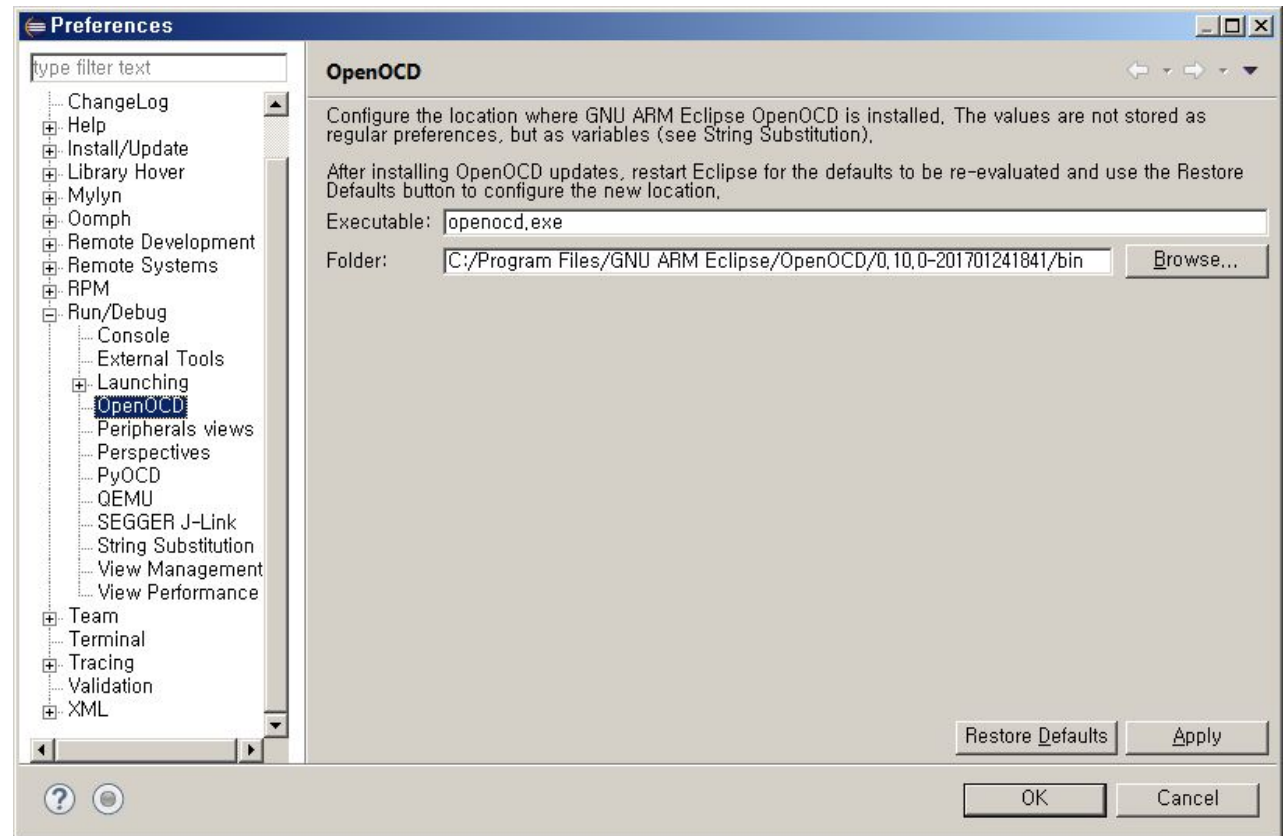 Preferences
type filter text
ChangeLog
Help
Install/Update
Library Hover
Mylyn
Oomph
Remote Development
Remote Systems
RPM
Run/Debug
Console
External Tools
Launching
OpenOCD
Peripherals views
Perspectives
PyOCD
QEMU
SEGGER J-Link
String Substitution
View Management
View Performance
Team
Terminal
Tracing
Validation
XML
OpenOCD
Configure the location where GNU ARM Eclipse OpenOCD is installed, The values are not stored as
regular preferences, but as variables (see String Substitution),
After installing OpenOCD updates, restart Eclipse for the defaults to be re-evaluated and use the Restore
Defaults button to configure the new location,
Executable: openocd,exe
Folder: C:/Program Files/GNU ARM Eclipse/OpenOCD/0,10,0-201701241841/bin Browse,,,
Restore Defaults Apply
OK Cancel